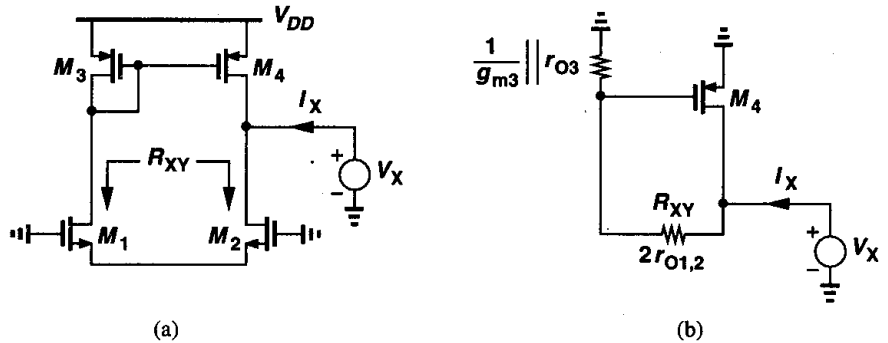 V_DD
M_3
M_4
I_X
R_XY
+
−
V_X
M_1
M_2
(a)
1/g_m3 || r_O3
M_4
I_X
R_XY
2r_O1,2
+
−
V_X
(b)